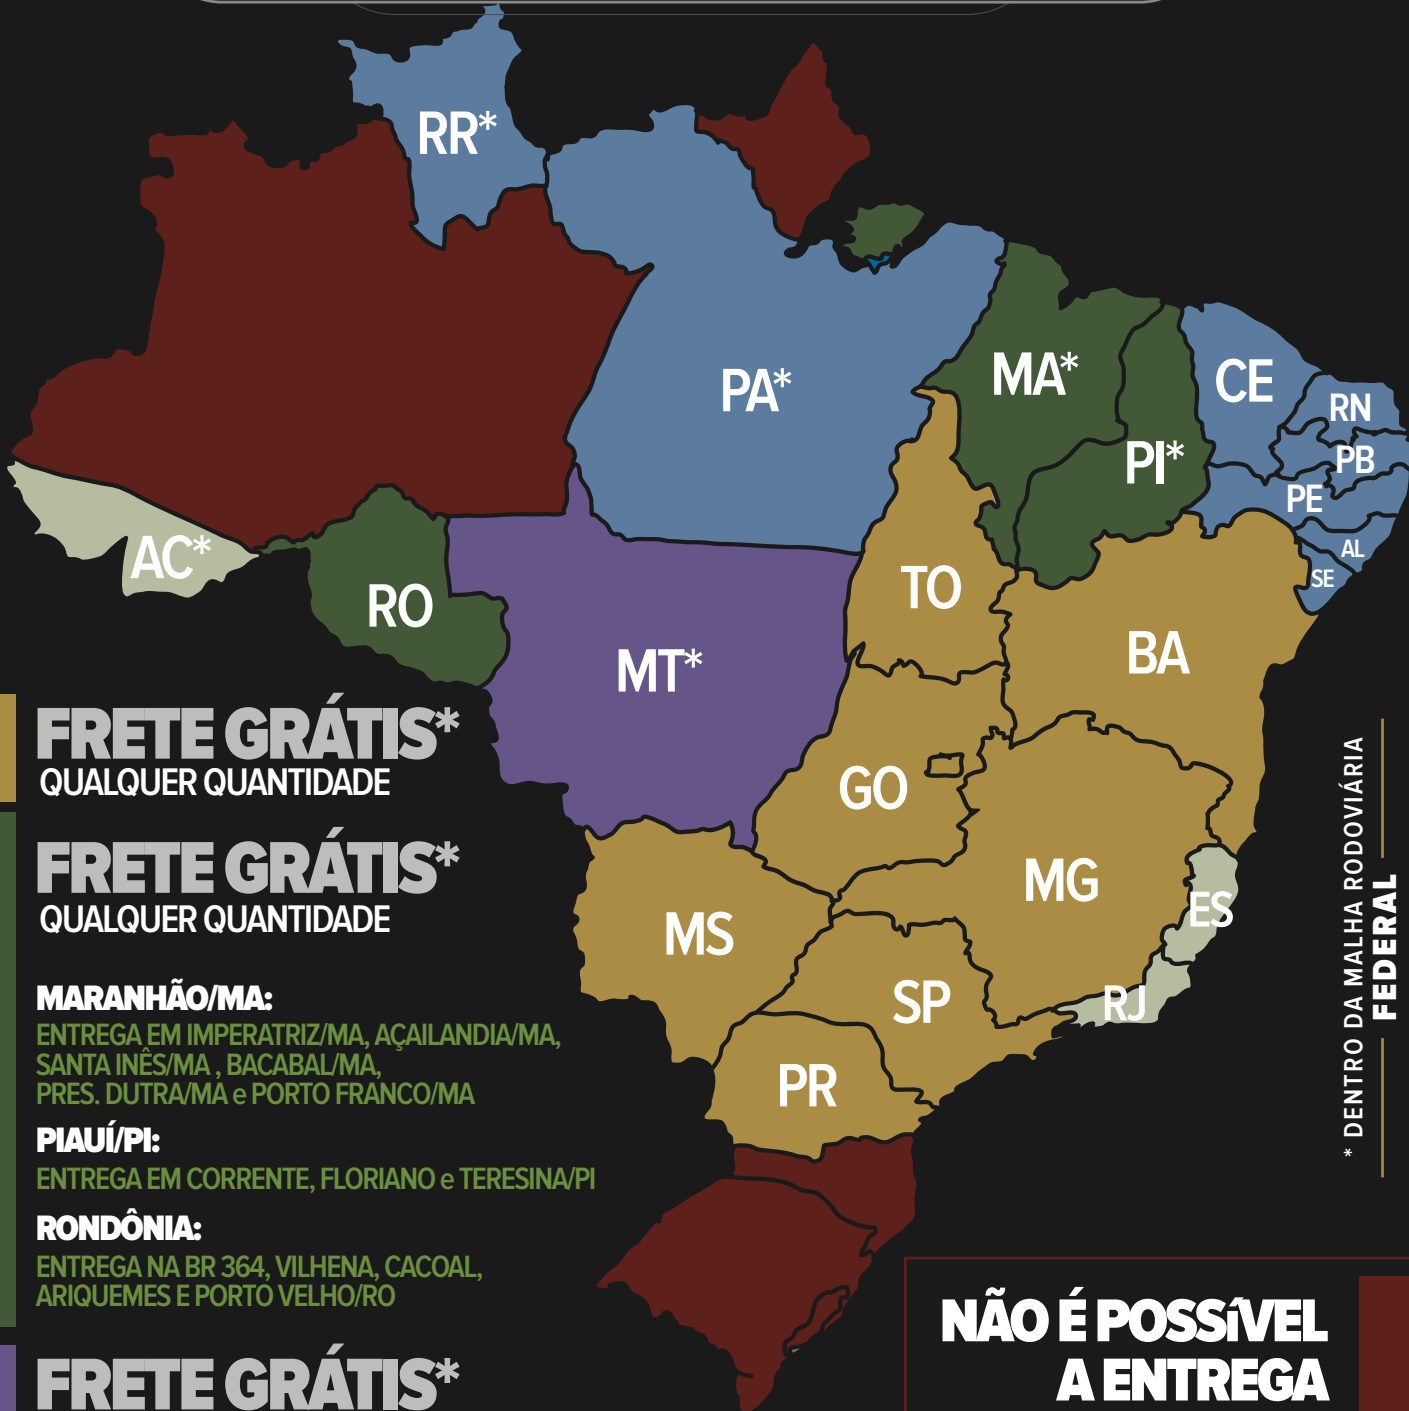 RR*
PA*
MA*
CE
RN
PI*
PB
PE
AL
SE
AC*
RO
TO
MT*
BA
GO
MG
ES
MS
SP
RJ
PR
FRETE GRÁTIS*
QUALQUER QUANTIDADE
FRETE GRÁTIS*
QUALQUER QUANTIDADE
MARANHÃO/MA:
ENTREGA EM IMPERATRIZ/MA, AÇAILANDIA/MA,
SANTA INÊS/MA , BACABAL/MA,
PRES. DUTRA/MA e PORTO FRANCO/MA
PIAUÍ/PI:
ENTREGA EM CORRENTE, FLORIANO e TERESINA/PI
RONDÔNIA:
ENTREGA NA BR 364, VILHENA, CACOAL,
ARIQUEMES E PORTO VELHO/RO
FRETE GRÁTIS*
* DENTRO DA MALHA RODOVIÁRIA
FEDERAL
NÃO É POSSíVEL
A ENTREGA